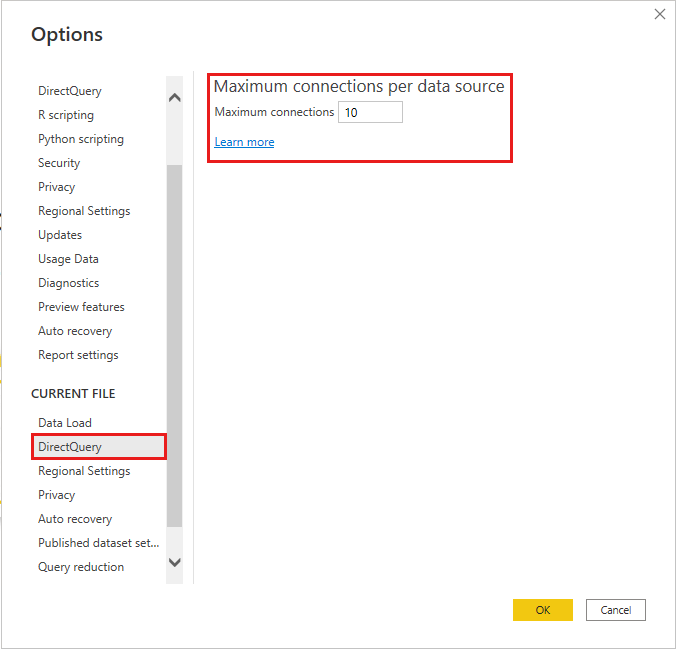 Options
DirectQuery
R scripting
Python scripting
Security
Privacy
Regional Settings
Updates
Usage Data
Diagnostics
Preview features
Auto recovery
Report settings
CURRENT FILE
Data Load
DirectQuery
Regional Settings
Privacy
Auto recovery
Published dataset set...
Query reduction
Maximum connections per data source
Maximum connections 10
Learn more
OK
Cancel